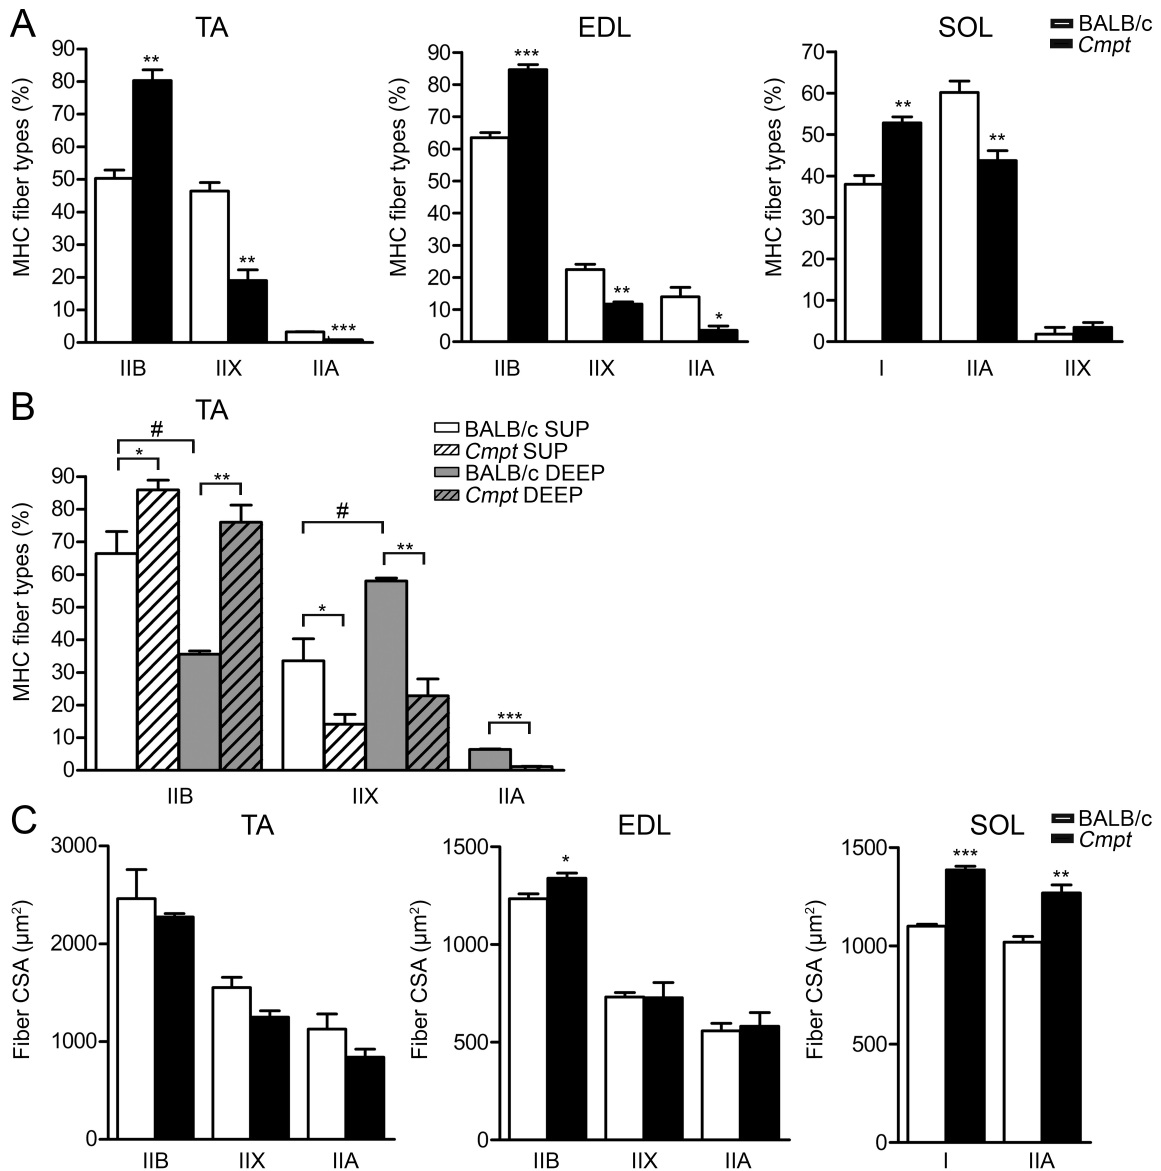 A
TA
EDL
SOL
BALB/c
Cmpt
MHC fiber types (%)
90
80
70
60
50
40
30
20
10
0
**
**
***
IIB
IIX
IIA
MHC fiber types (%)
90
80
70
60
50
40
30
20
10
0
***
**
*
IIB
IIX
IIA
MHC fiber types (%)
70
60
50
40
30
20
10
0
**
**
I
IIA
IIX
B
TA
BALB/c SUP
Cmpt SUP
BALB/c DEEP
Cmpt DEEP
MHC fiber types (%)
90
80
70
60
50
40
30
20
10
0
#
*
**
#
*
**
***
IIB
IIX
IIA
C
TA
EDL
SOL
BALB/c
Cmpt
Fiber CSA (µm²)
3000
2000
1000
0
IIB
IIX
IIA
Fiber CSA (µm²)
1500
1000
500
0
*
IIB
IIX
IIA
Fiber CSA (µm²)
1500
1000
500
0
***
**
I
IIA